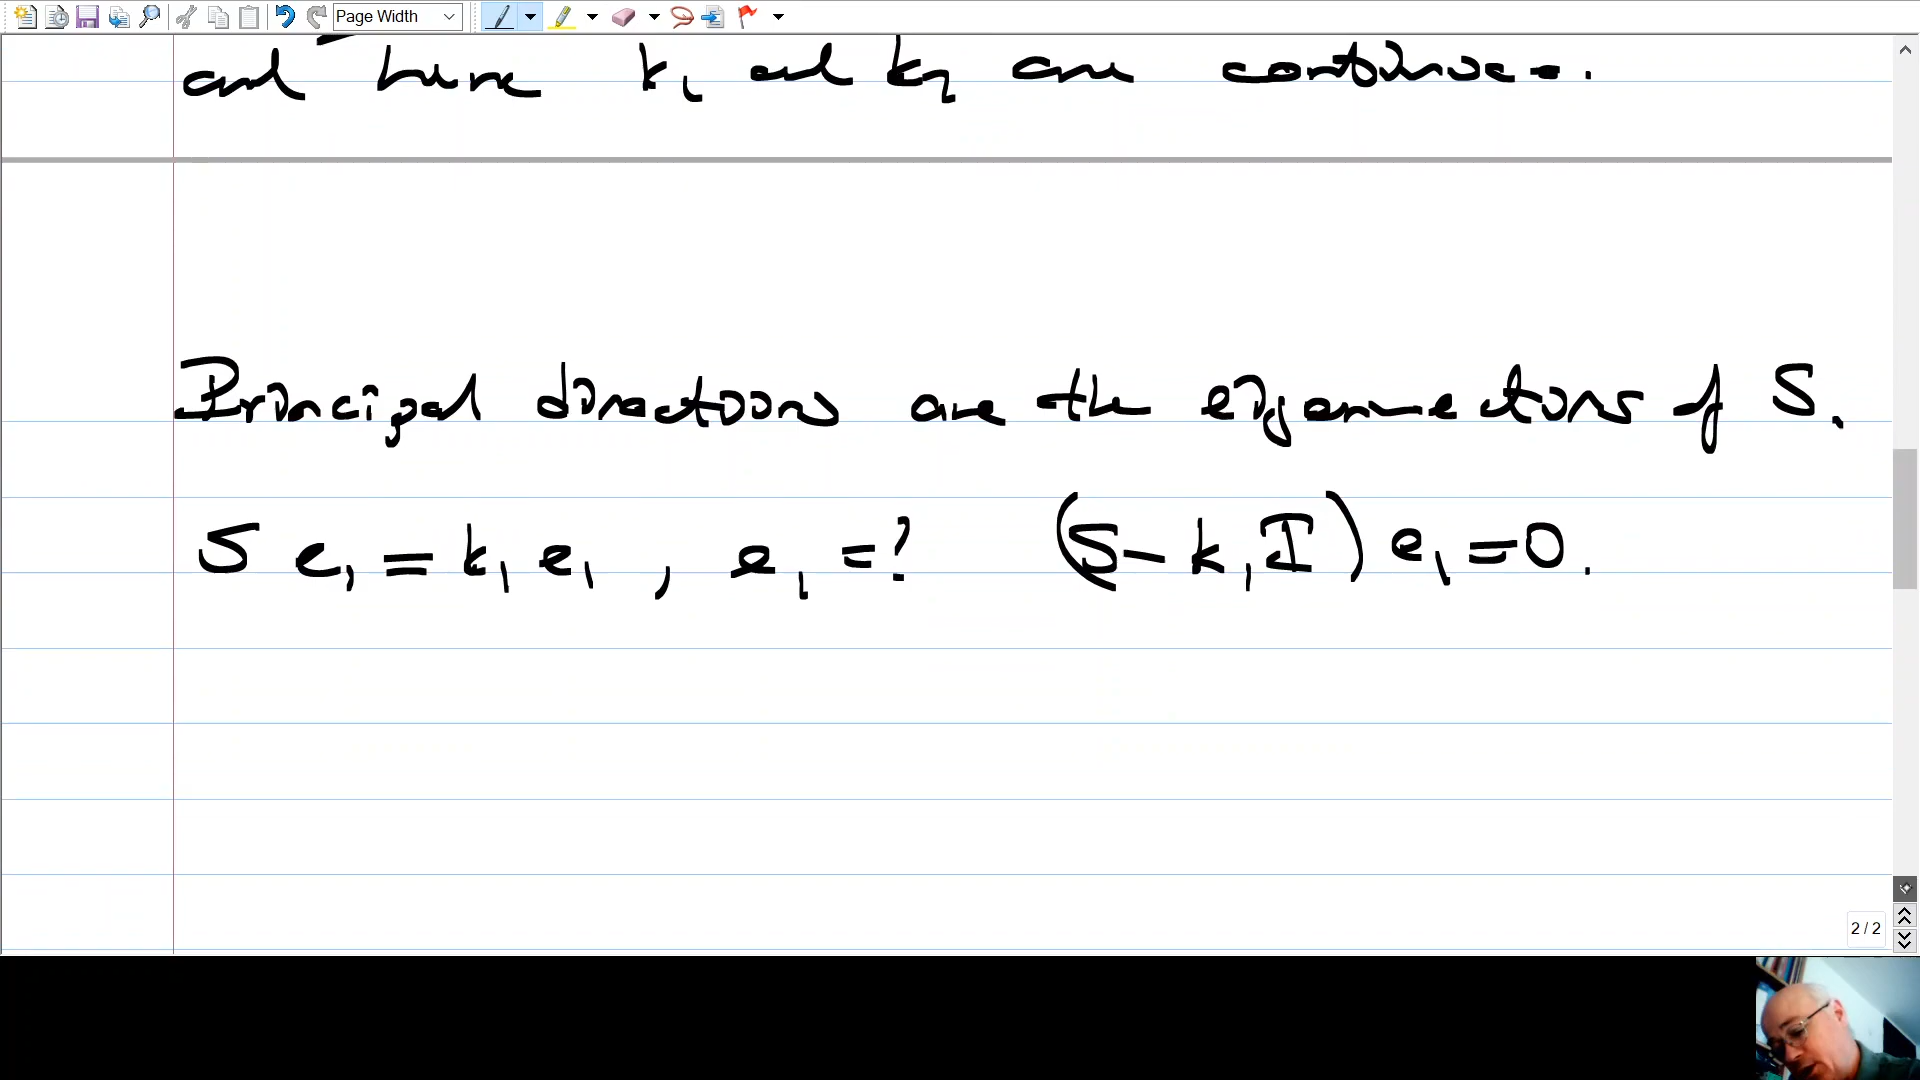 Page Width
and hence k₁ and k₂ are continuous.
Principal directions are the eigenvectors of S.
S e₁ = k₁ e₁ , e₁ = ? (S - k₁ I) e₁ = 0.
2 / 2